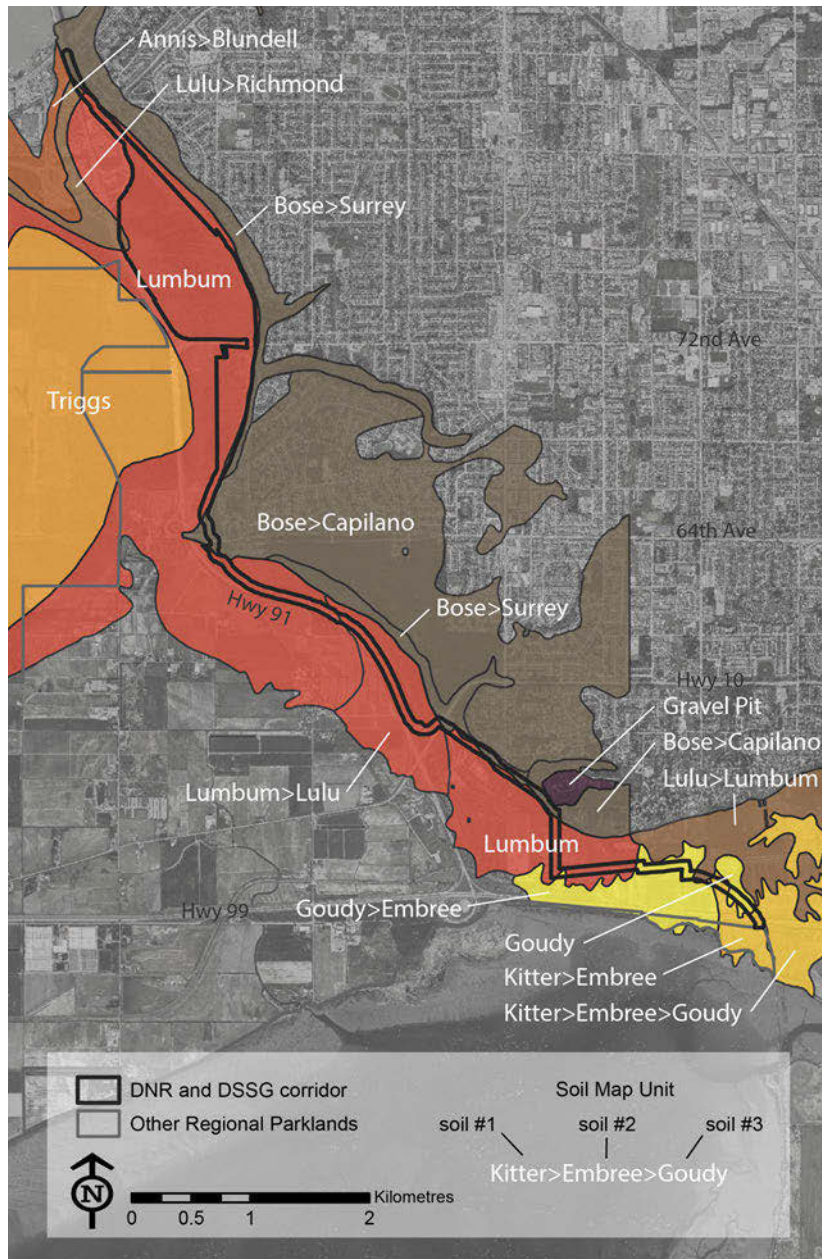 Annis>Blundell
Lulu>Richmond
Bose>Surrey
Lumbum
72nd Ave
Triggs
Bose>Capilano
64th Ave
Hwy 91
Bose>Surrey
Hwy 10
Gravel Pit
Bose>Capilano
Lulu>Lumbum
Lumbum>Lulu
Lumbum
Goudy>Embree
Hwy 99
Goudy
Kitter>Embree
Kitter>Embree>Goudy
DNR and DSSG corridor
Other Regional Parklands
Soil Map Unit
soil #1 soil #2 soil #3
Kitter>Embree>Goudy
N
Kilometres
0 0.5 1 2